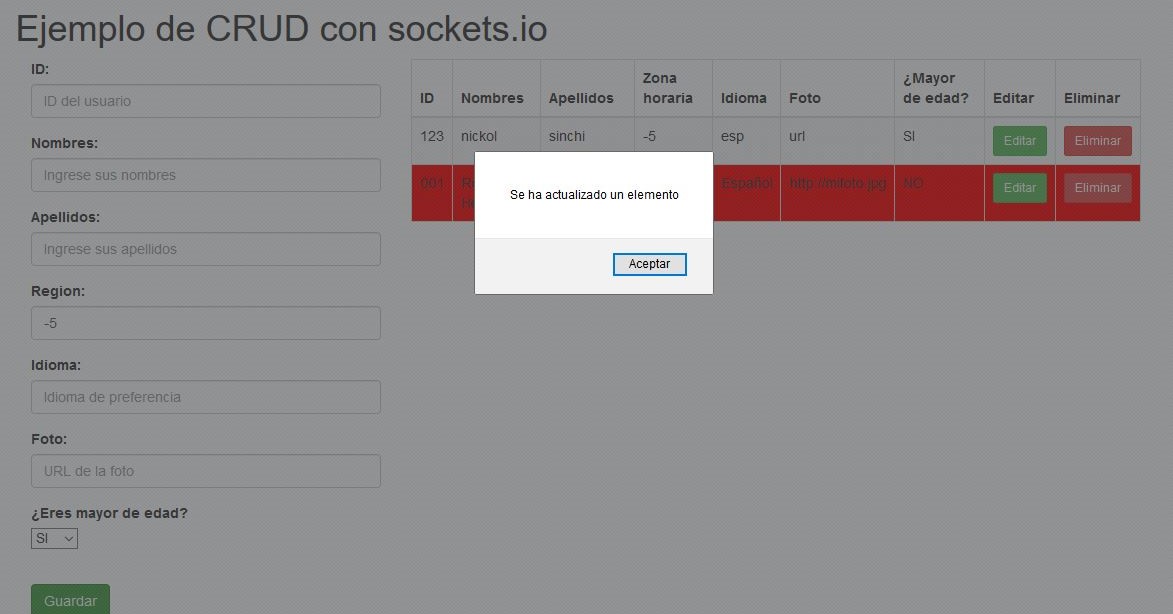 Ejemplo de CRUD con sockets.io
ID:
ID del usuario
Nombres:
Ingrese sus nombres
Apellidos:
Ingrese sus apellidos
Region:
-5
Idioma:
Idioma de preferencia
Foto:
URL de la foto
¿Eres mayor de edad?
SI
Guardar
ID Nombres Apellidos Zona horaria Idioma Foto ¿Mayor de edad? Editar Eliminar
123 nickol sinchi -5 esp url SI Editar Eliminar
001 Español http://mifoto.jpg NO Editar Eliminar
Se ha actualizado un elemento
Aceptar